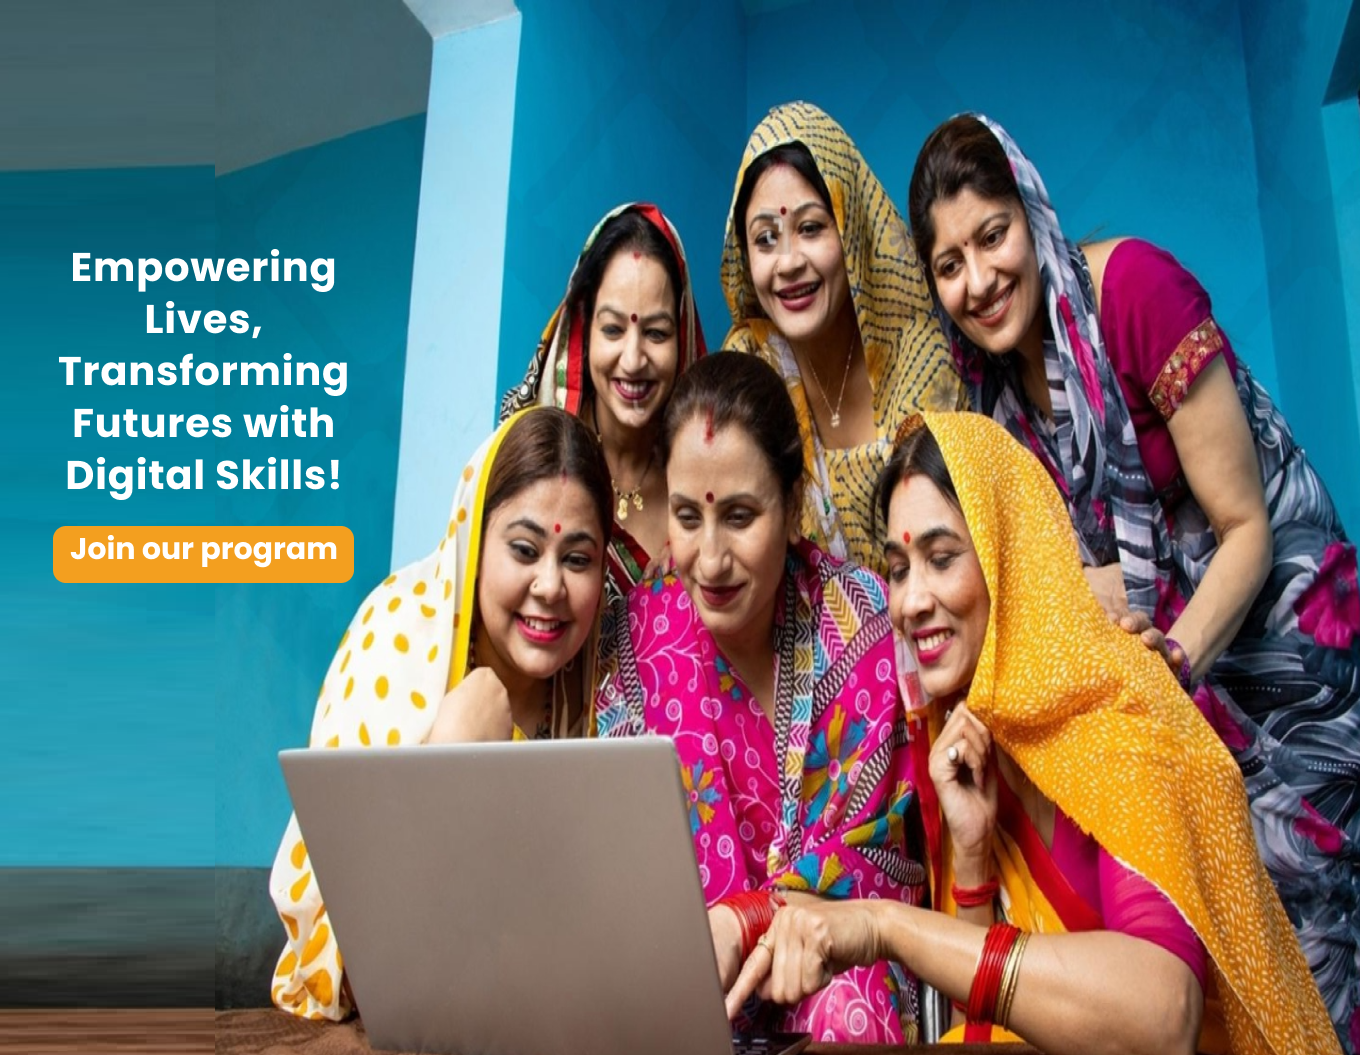 Empowering
Lives,
Transforming
Futures with
Digital Skills!
Join our program